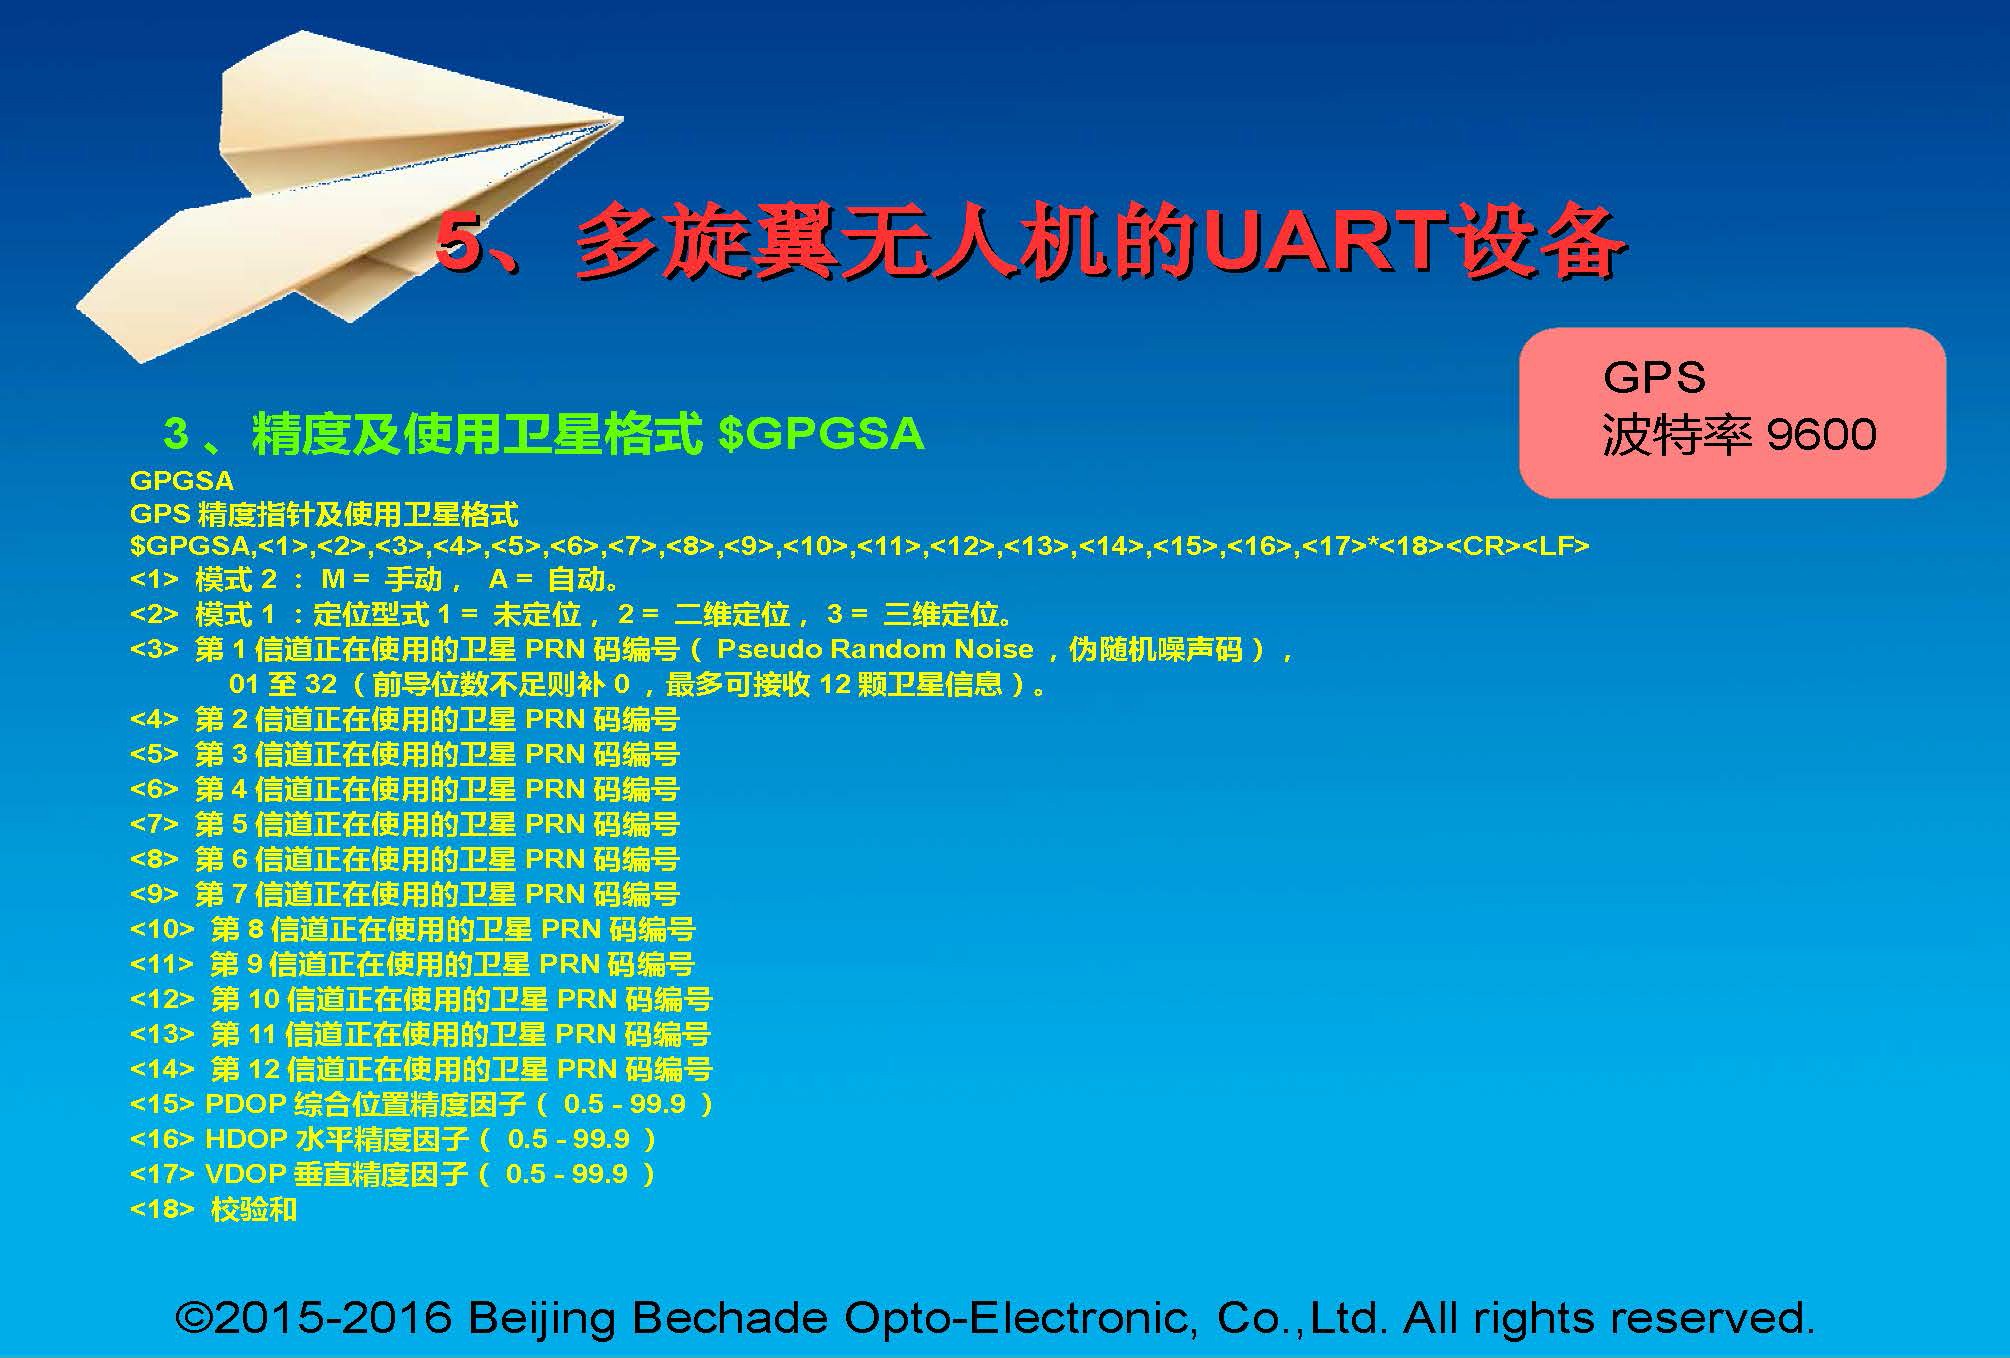 5、多旋翼无人机的UART设备
GPS
波特率 9600
3 、精度及使用卫星格式 $GPGSA
GPGSA
GPS 精度指针及使用卫星格式
$GPGSA,<1>,<2>,<3>,<4>,<5>,<6>,<7>,<8>,<9>,<10>,<11>,<12>,<13>,<14>,<15>,<16>,<17>*<18><CR><LF>
<1> 模式 2 ： M = 手动 ， A = 自动。
<2> 模式 1 ：定位型式 1 = 未定位 ，2 = 二维定位 ，3 = 三维定位。
<3> 第 1 信道正在使用的卫星 PRN 码编号（ Pseudo Random Noise ，伪随机噪声码 ） ，
01 至 32 （ 前导位数不足则补 0 ，最多可接收 12 颗卫星信息 ） 。
<4> 第 2 信道正在使用的卫星 PRN 码编号
<5> 第 3 信道正在使用的卫星 PRN 码编号
<6> 第 4 信道正在使用的卫星 PRN 码编号
<7> 第 5 信道正在使用的卫星 PRN 码编号
<8> 第 6 信道正在使用的卫星 PRN 码编号
<9> 第 7 信道正在使用的卫星 PRN 码编号
<10> 第 8 信道正在使用的卫星 PRN 码编号
<11> 第 9 信道正在使用的卫星 PRN 码编号
<12> 第 10 信道正在使用的卫星 PRN 码编号
<13> 第 11 信道正在使用的卫星 PRN 码编号
<14> 第 12 信道正在使用的卫星 PRN 码编号
<15> PDOP 综合位置精度因子（ 0.5 - 99.9 ）
<16> HDOP 水平精度因子（ 0.5 - 99.9 ）
<17> VDOP 垂直精度因子（ 0.5 - 99.9 ）
<18> 校验和
©2015-2016 Beijing Bechade Opto-Electronic, Co.,Ltd. All rights reserved.